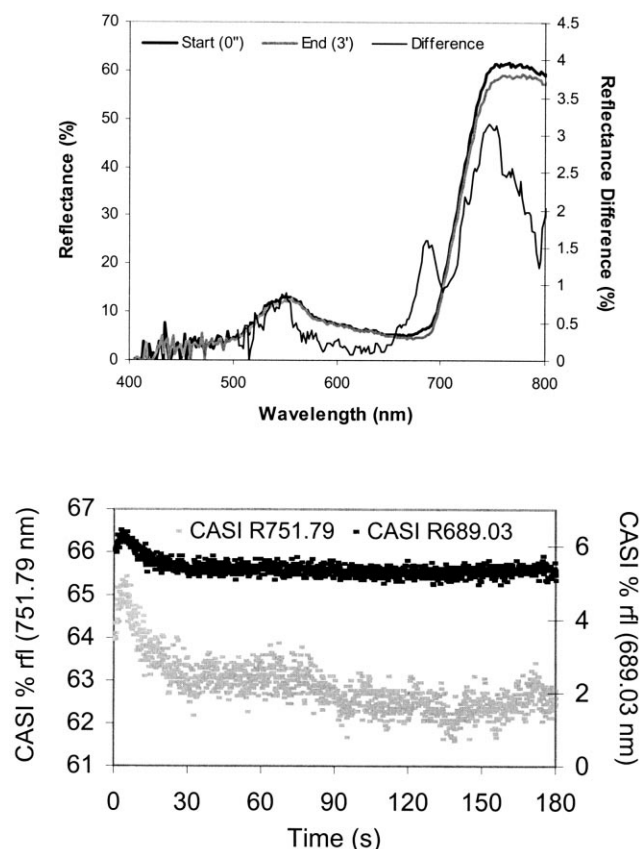 Start (0") End (3') Difference
Reflectance (%)
70
60
50
40
30
20
10
0
Reflectance Difference (%)
4.5
4
3.5
3
2.5
2
1.5
1
0.5
0
400 500 600 700 800
Wavelength (nm)
CASI R751.79 CASI R689.03
CASI % rfl (751.79 nm)
67
66
65
64
63
62
61
CASI % rfl (689.03 nm)
6
4
2
0
0 30 60 90 120 150 180
Time (s)